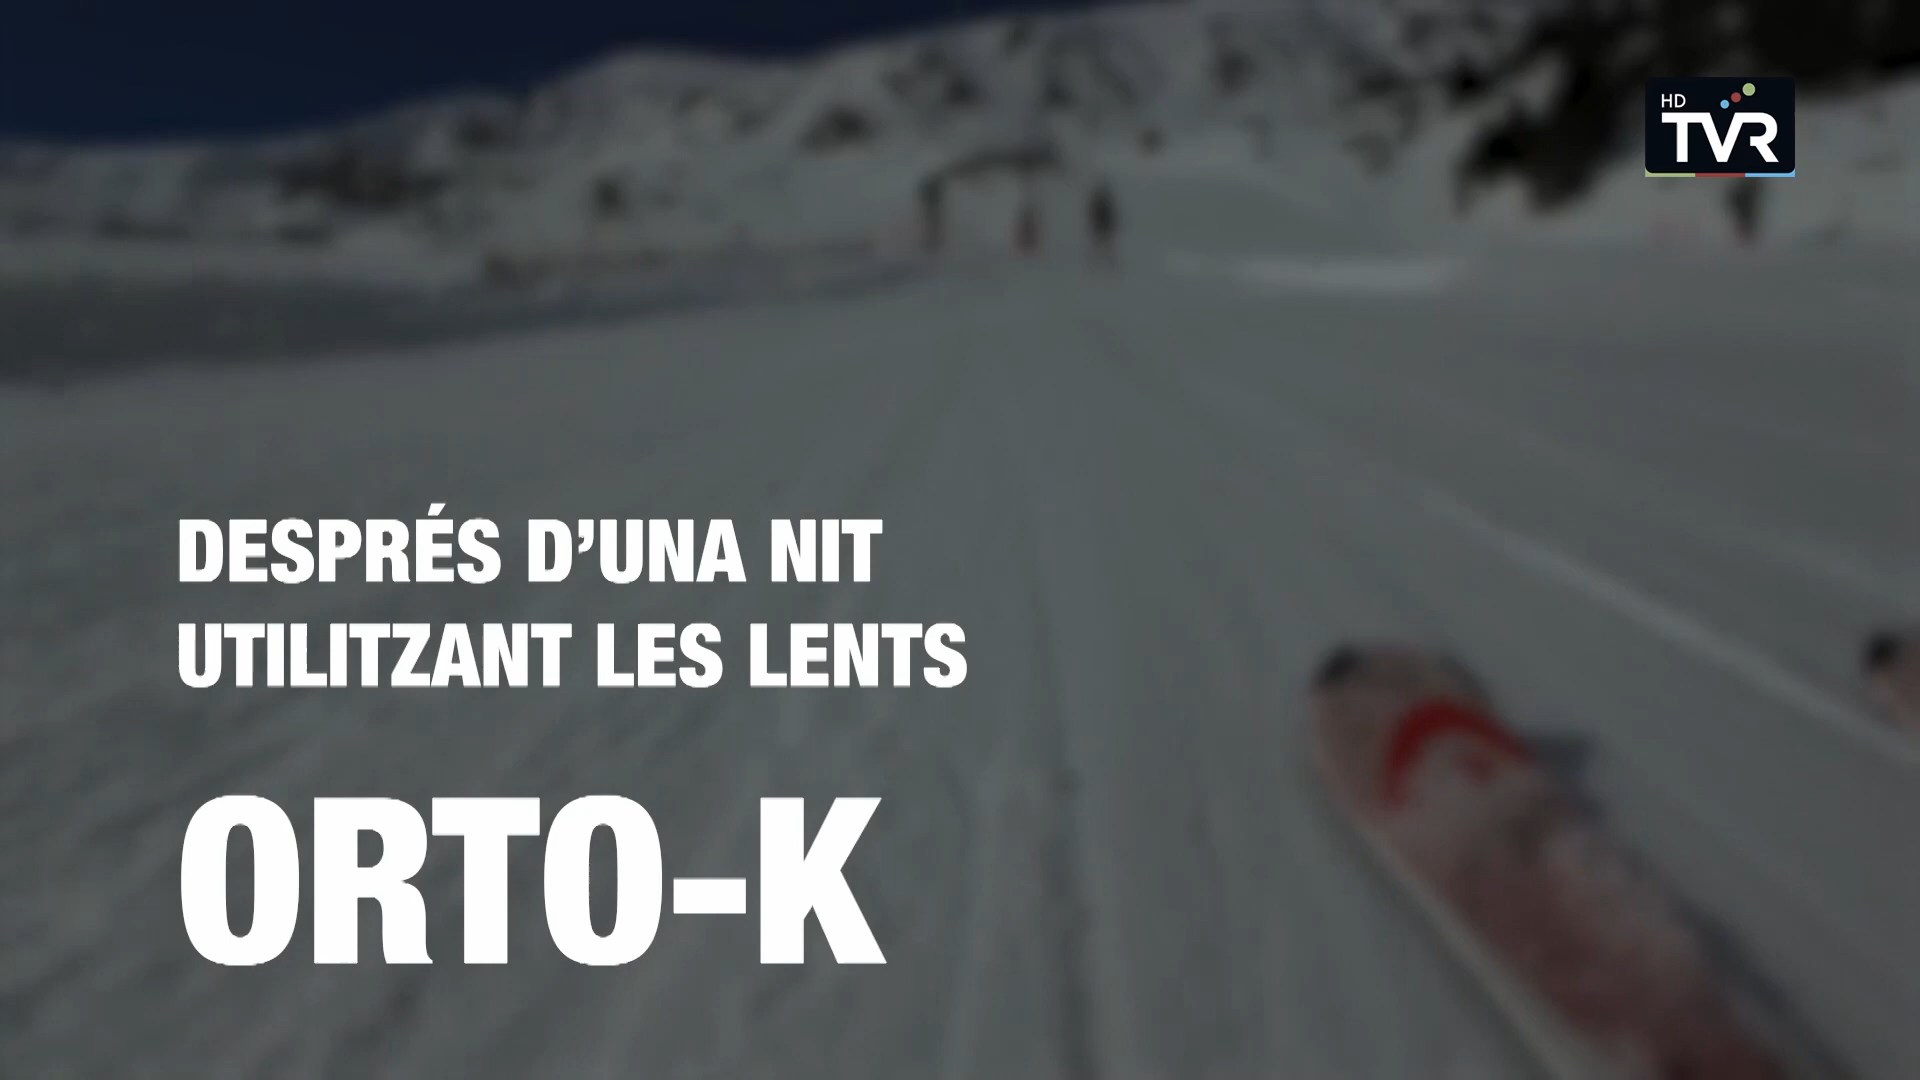 HD
TVR
DESPRÉS D’UNA NIT
UTILITZANT LES LENTS
ORTO-K